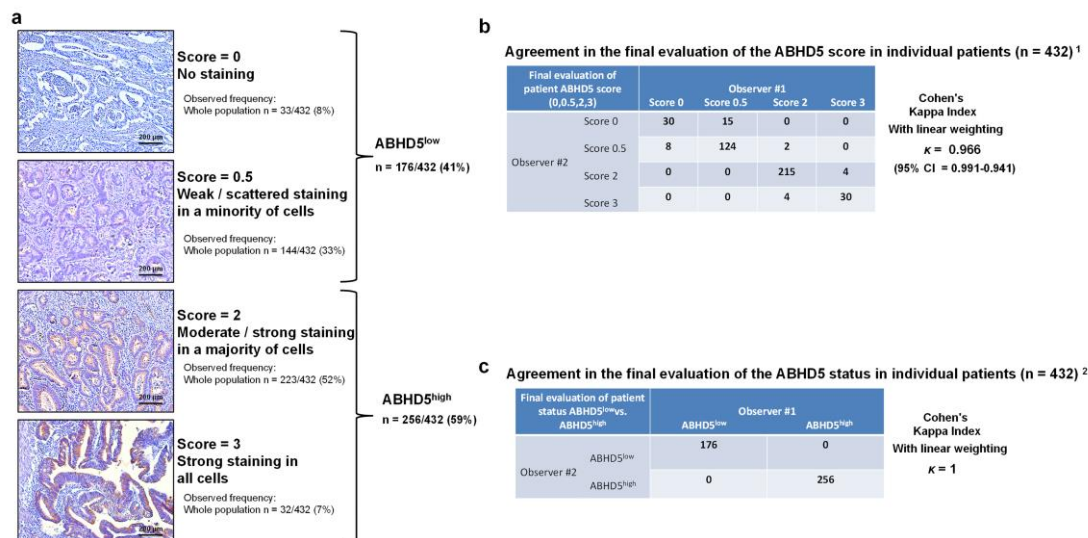 a
Score = 0
No staining
Observed frequency:
Whole population n = 33/432 (8%)
200 µm
Score = 0.5
Weak / scattered staining
in a minority of cells
Observed frequency:
Whole population n = 144/432 (33%)
200 µm
ABHD5low
n = 176/432 (41%)
Score = 2
Moderate / strong staining
in a majority of cells
Observed frequency:
Whole population n = 223/432 (52%)
200 µm
Score = 3
Strong staining in
all cells
Observed frequency:
Whole population n = 32/432 (7%)
200 µm
ABHD5high
n = 256/432 (59%)
b
Agreement in the final evaluation of the ABHD5 score in individual patients (n = 432) 1
Final evaluation of
patient ABHD5 score
(0,0.5,2,3)
Observer #1
Score 0 Score 0.5 Score 2 Score 3
Observer #2
Score 0 30 15 0 0
Score 0.5 8 124 2 0
Score 2 0 0 215 4
Score 3 0 0 4 30
Cohen's
Kappa Index
With linear weighting
κ = 0.966
(95% CI = 0.991-0.941)
c
Agreement in the final evaluation of the ABHD5 status in individual patients (n = 432) 2
Final evaluation of patient
status ABHD5lowvs.
ABHD5high
Observer #1
ABHD5low ABHD5high
Observer #2
ABHD5low 176 0
ABHD5high 0 256
Cohen's
Kappa Index
With linear weighting
κ = 1